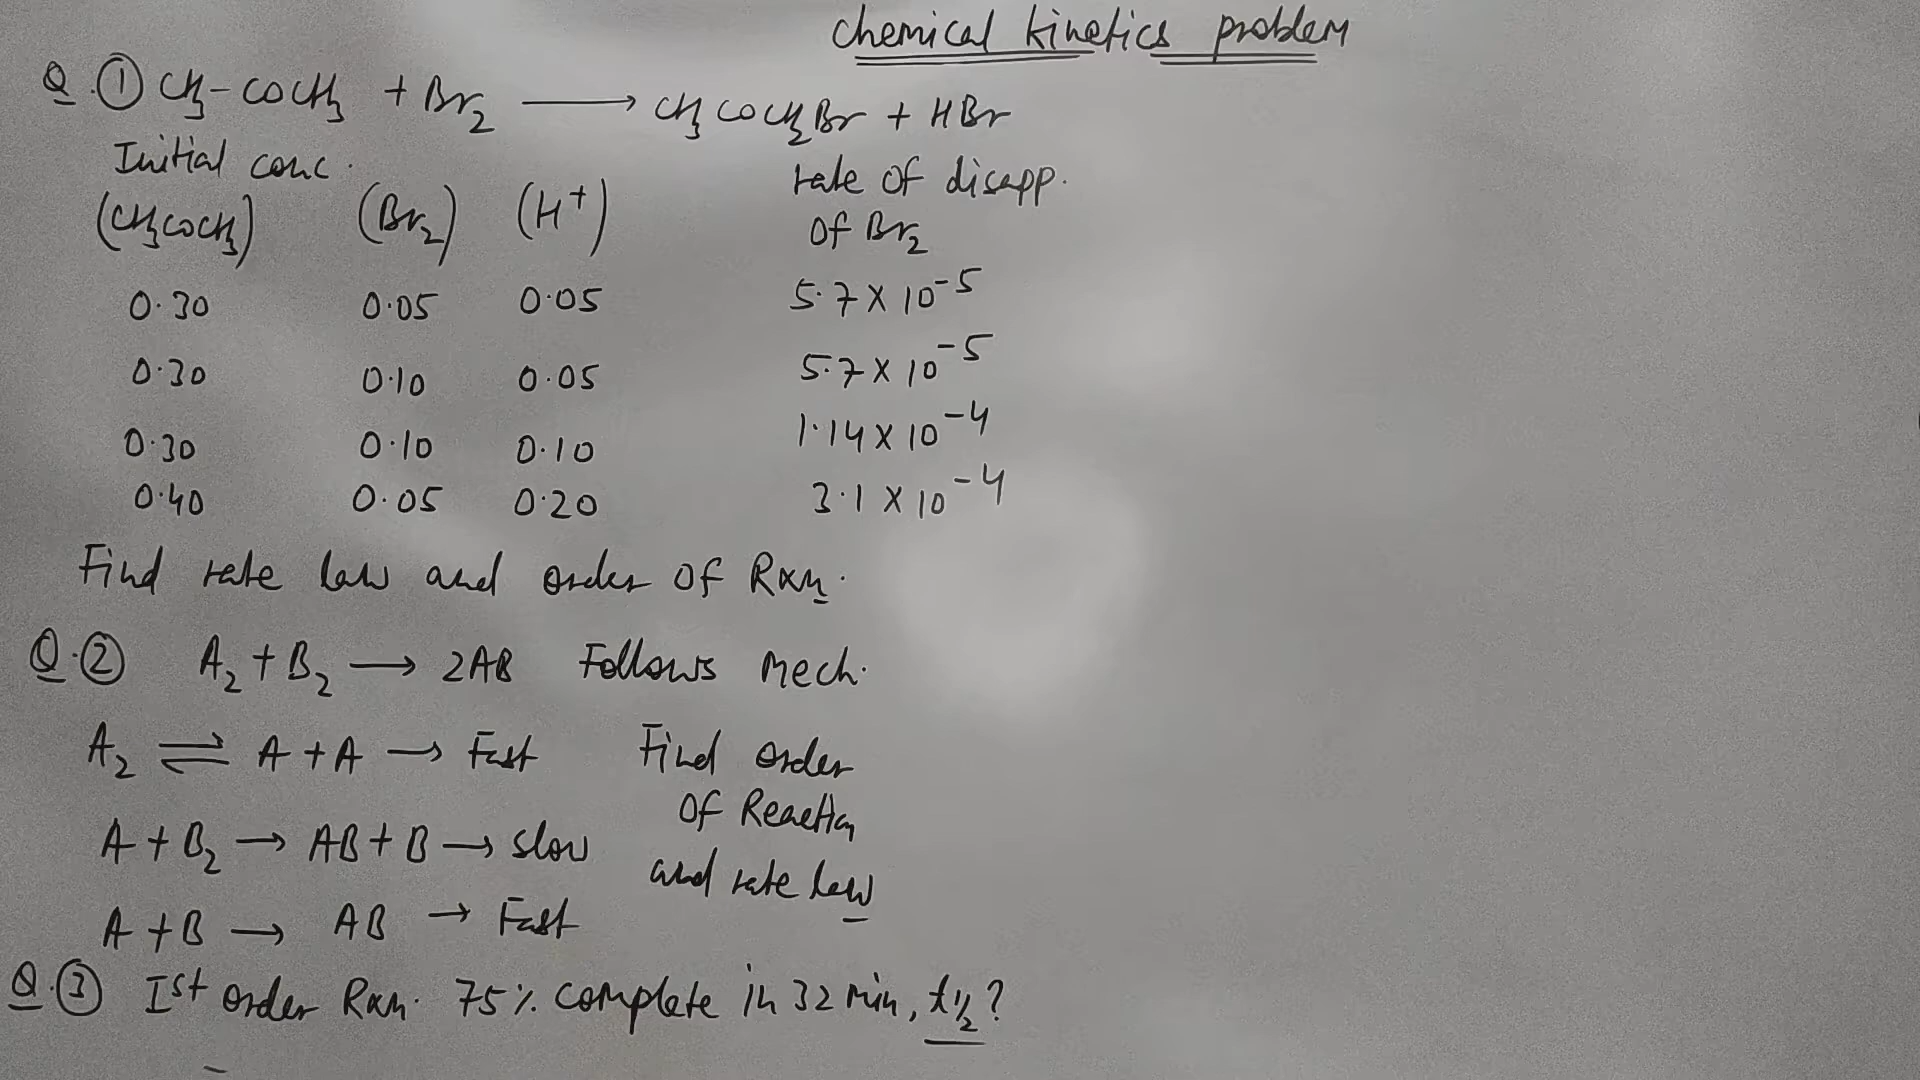 Chemical kinetics problem
Q.① CH3-COCH3 + Br2 ⟶ CH3COCH2Br + HBr
Initial conc.
rate of disapp.
of Br2
(CH3COCH3) (Br2) (H+)
0.30 0.05 0.05 5.7 X 10^-5
0.30 0.10 0.05 5.7 X 10^-5
0.30 0.10 0.10 1.14 X 10^-4
0.40 0.05 0.20 3.1 X 10^-4
Find rate law and order of Rxn.
Q.② A2 + B2 ⟶ 2AB Follows Mech.
A2 ⇌ A + A → Fast
A + B2 → AB + B → slow
A + B → AB → Fast
Find order
of Reaction
and rate law
Q.③ Ist order Rxn. 75% complete in 32 min, t1/2?